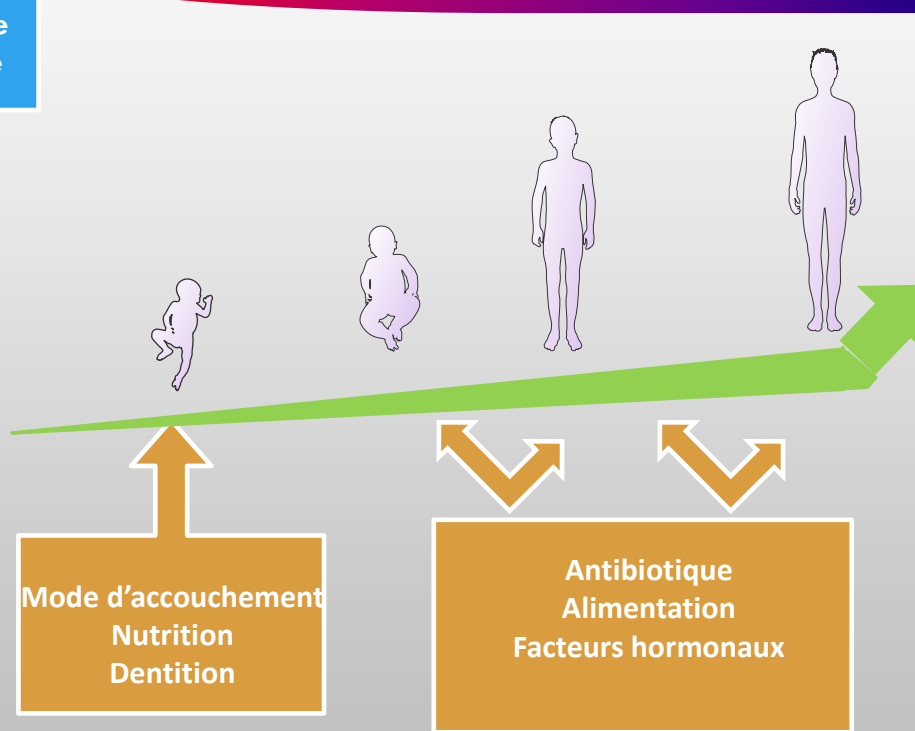 Mode d’accouchement
Nutrition
Dentition
Antibiotique
Alimentation
Facteurs hormonaux